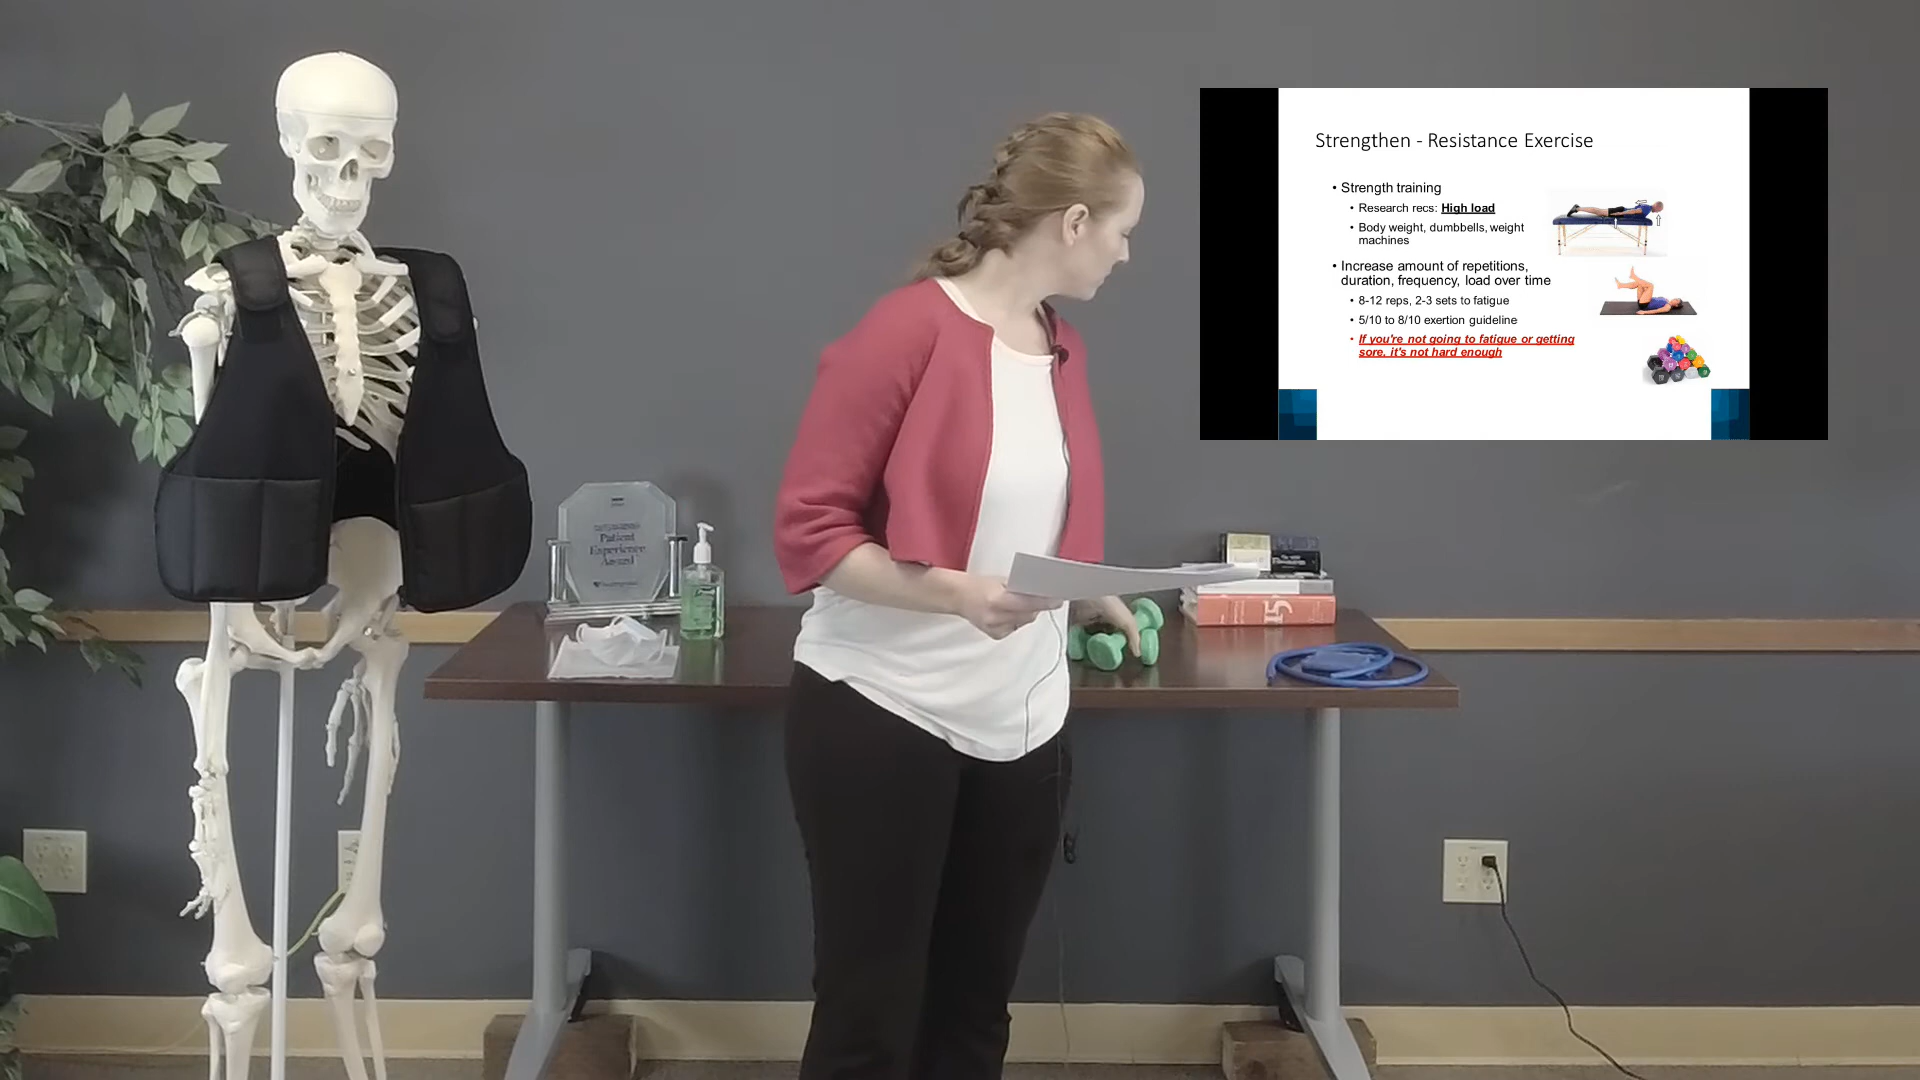 Strengthen - Resistance Exercise
• Strength training
• Research recs: High load
• Body weight, dumbbells, weight
machines
• Increase amount of repetitions,
duration, frequency, load over time
• 8-12 reps, 2-3 sets to fatigue
• 5/10 to 8/10 exertion guideline
• If you're not going to fatigue or getting
sore, it's not hard enough
Patient
Experience
Award
15